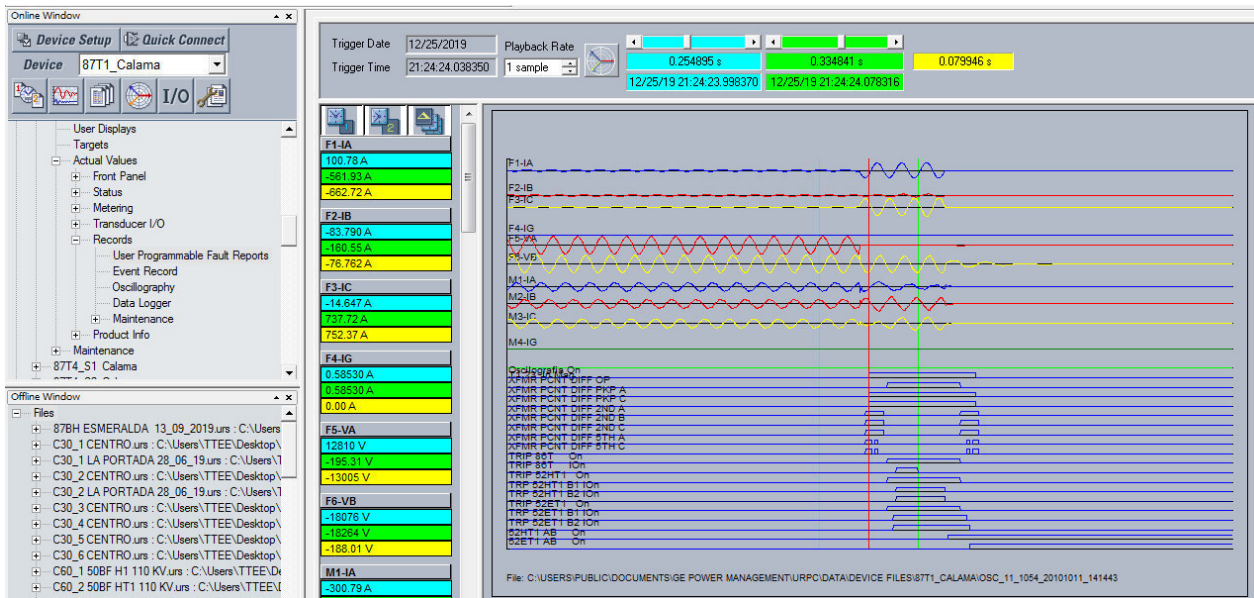 Online Window
Device Setup
Quick Connect
Device 87T1_Calama
I/O
User Displays
Targets
Actual Values
Front Panel
Status
Metering
Transducer I/O
Records
User Programmable Fault Reports
Event Record
Oscillography
Data Logger
Maintenance
Product Info
Maintenance
87T4_S1 Calama
Offline Window
Files
87BH ESMERALDA 13_09_2019.urs : C:\Users
C30_1 CENTRO.urs : C:\Users\TTEE\Desktop\
C30_1 LA PORTADA 28_06_19.urs : C:\Users\T
C30_2 CENTRO.urs : C:\Users\TTEE\Desktop\
C30_2 LA PORTADA 28_06_19.urs : C:\Users\T
C30_3 CENTRO.urs : C:\Users\TTEE\Desktop\
C30_4 CENTRO.urs : C:\Users\TTEE\Desktop\
C30_5 CENTRO.urs : C:\Users\TTEE\Desktop\
C30_6 CENTRO.urs : C:\Users\TTEE\Desktop\
C60_1 50BF H1 110 KV.urs : C:\Users\TTEE\De
C60_2 50BF HT1 110 KV.urs : C:\Users\TTEE\D
Trigger Date 12/25/2019
Trigger Time 21:24:24.038350
Playback Rate
1 sample
0.254895 s
0.334841 s
0.079946 s
12/25/19 21:24:23.998370
12/25/19 21:24:24.078316
F1-IA
100.78 A
-561.93 A
-662.72 A
F2-IB
-83.790 A
-160.55 A
-76.762 A
F3-IC
-14.647 A
737.72 A
752.37 A
F4-IG
0.58530 A
0.58530 A
0.00 A
F5-VA
12810 V
-195.31 V
-13005 V
F6-VB
-18076 V
-18264 V
-188.01 V
M1-IA
-300.79 A
F1-IA
F2-IB
F3-IC
F4-IG
F5-VA
F6-VB
M1-IA
M2-IB
M3-IC
M4-IG
Oscilografia On
XFMR PCNT DIFF OP
XFMR PCNT DIFF PKP A
XFMR PCNT DIFF PKP C
XFMR PCNT DIFF 2ND A
XFMR PCNT DIFF 2ND B
XFMR PCNT DIFF 2ND C
XFMR PCNT DIFF 5TH A
XFMR PCNT DIFF 5TH C
TRIP 86T On
TRIP 86T IOn
TRIP 52HT1 On
TRP 52HT1 B1 IOn
TRP 52HT1 B2 IOn
TRIP 52ET1 On
TRP 52ET1 B1 IOn
TRP 52ET1 B2 IOn
52HT1 AB On
52ET1 AB On
File: C:\USERS\PUBLIC\DOCUMENTS\GE POWER MANAGEMENT\URPC\DATA\DEVICE FILES\87T1_CALAMA\OSC_11_1054_20101011_141443